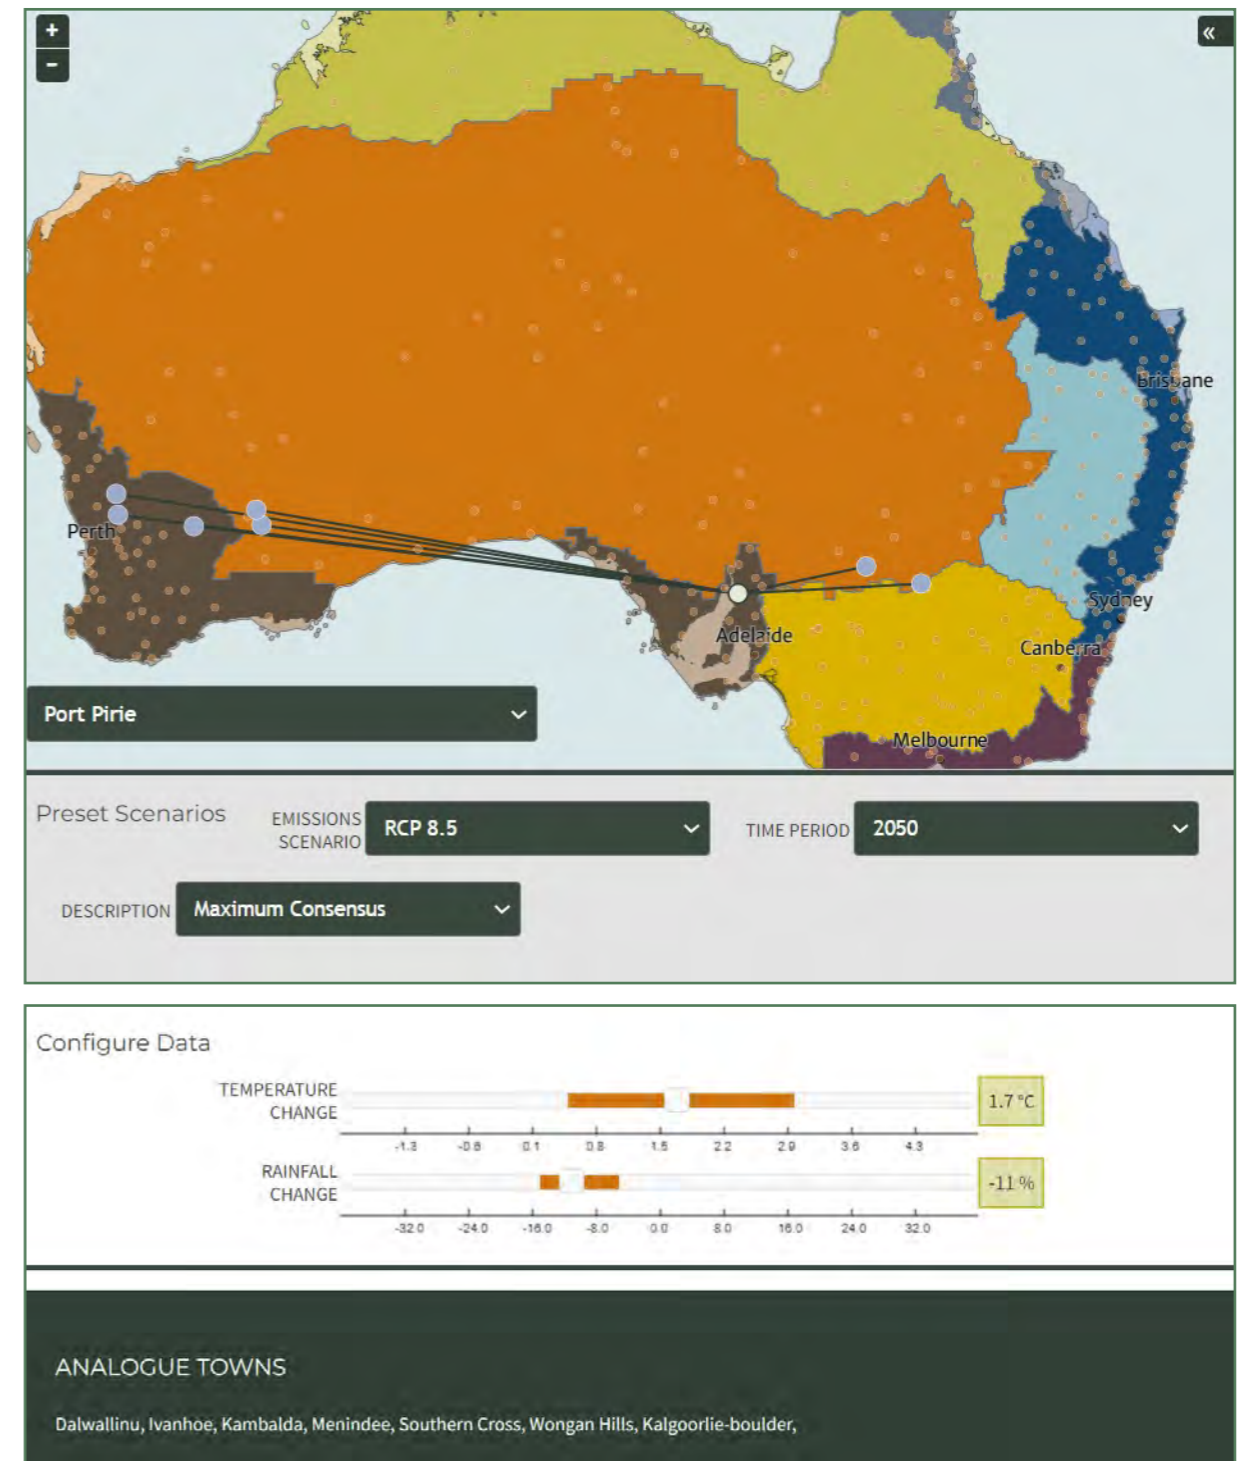 +
-
«
Brisbane
Perth
Sydney
Adelaide
Canberra
Melbourne
Port Pirie
Preset Scenarios
EMISSIONS
SCENARIO
RCP 8.5
TIME PERIOD
2050
DESCRIPTION
Maximum Consensus
Configure Data
TEMPERATURE
CHANGE
1.7 °C
-1.3 -0.6 0.1 0.8 1.5 2.2 2.9 3.6 4.3
RAINFALL
CHANGE
-11 %
-32.0 -24.0 -16.0 -8.0 0.0 8.0 16.0 24.0 32.0
ANALOGUE TOWNS
Dalwallinu, Ivanhoe, Kambalda, Menindee, Southern Cross, Wongan Hills, Kalgoorlie-boulder,